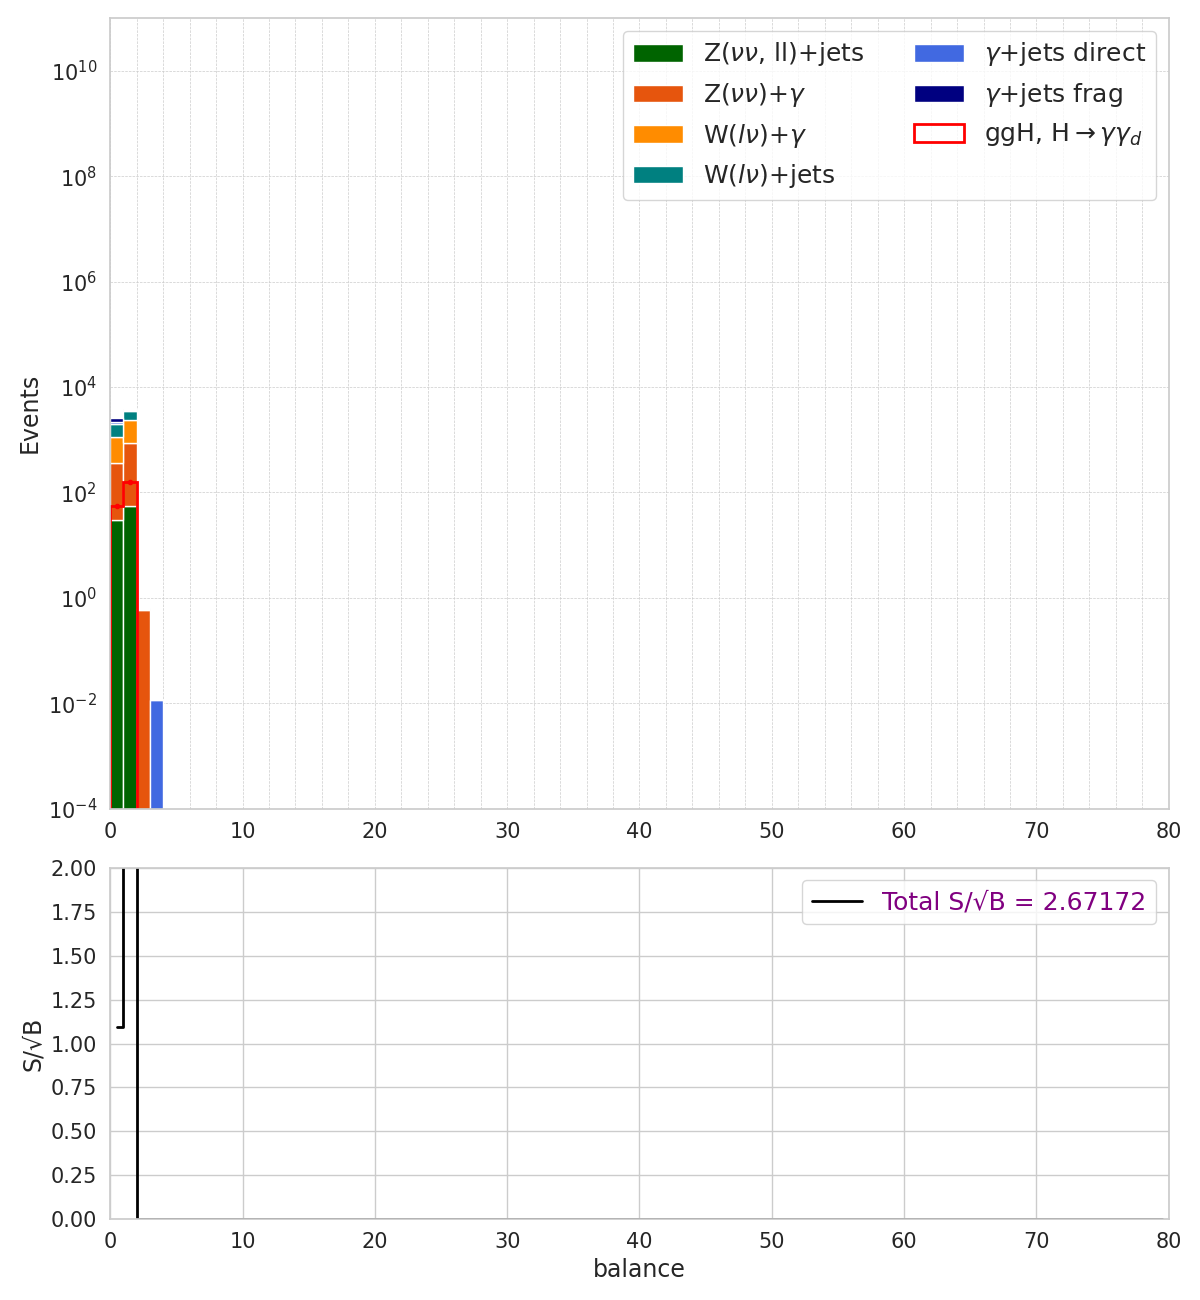 Z(νν, ll)+jets
Z(νν)+γ
W(lν)+γ
W(lν)+jets
γ+jets direct
γ+jets frag
ggH, H→γγ_d
Events
10^10
10^8
10^6
10^4
10^2
10^0
10^−2
10^−4
0 10 20 30 40 50 60 70 80
Total S/√B = 2.67172
S/√B
2.00
1.75
1.50
1.25
1.00
0.75
0.50
0.25
0.00
0 10 20 30 40 50 60 70 80
balance